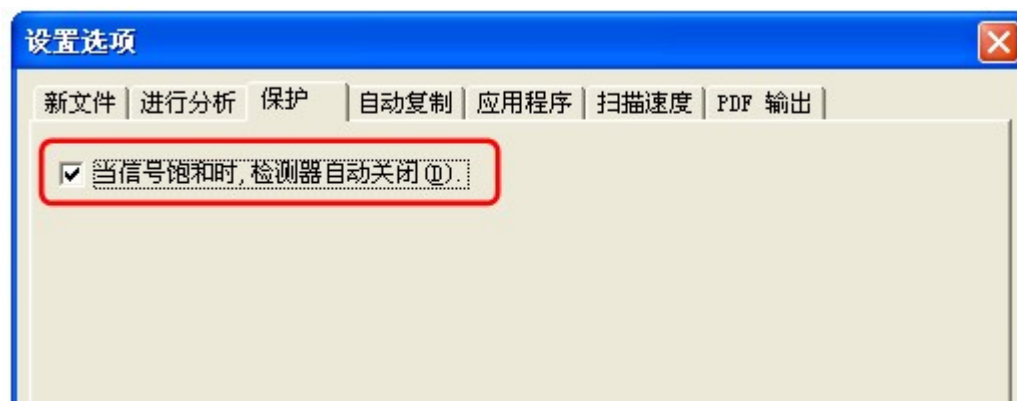 设置选项
新文件 进行分析 保护 自动复制 应用程序 扫描速度 PDF 输出
当信号饱和时,检测器自动关闭(D).